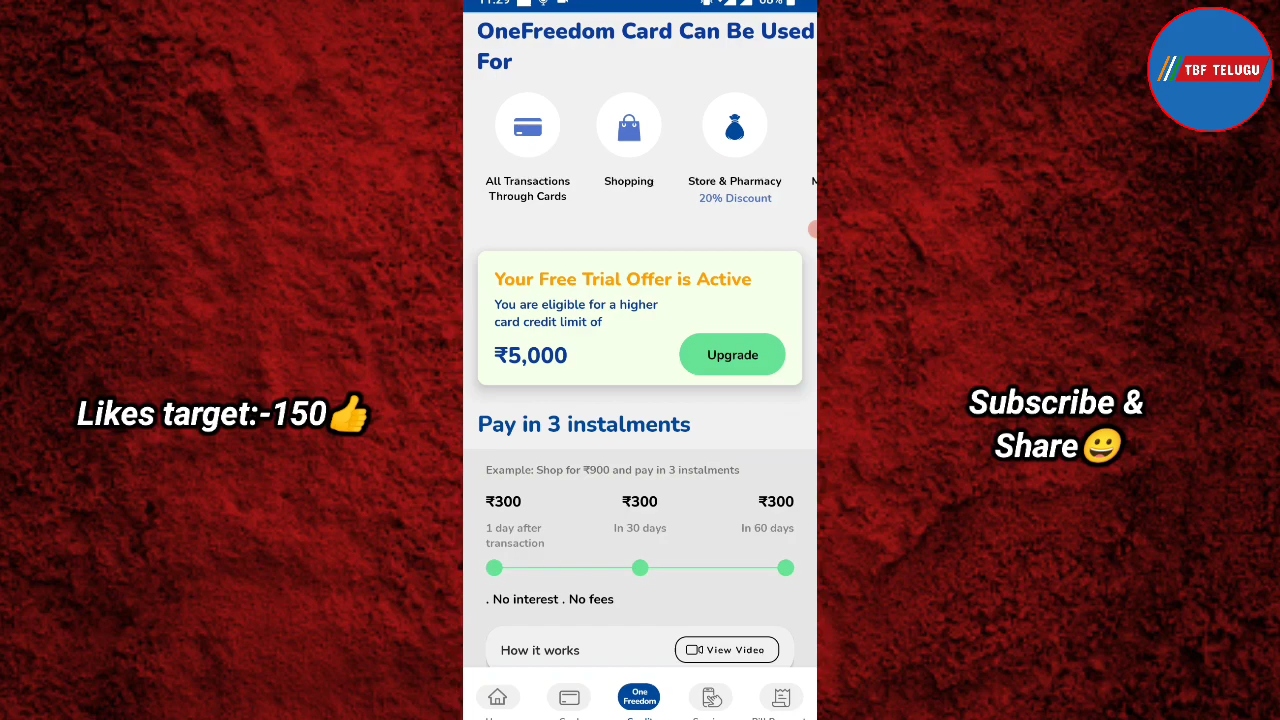 OneFreedom Card Can Be Used
For
All Transactions
Through Cards
Shopping
Store & Pharmacy
20% Discount
Your Free Trial Offer is Active
You are eligible for a higher
card credit limit of
₹5,000
Upgrade
Pay in 3 instalments
Example: Shop for ₹900 and pay in 3 instalments
₹300 ₹300 ₹300
1 day after
transaction
In 30 days
In 60 days
. No interest . No fees
How it works
View Video
One
Freedom
TBF TELUGU
Likes target:-150👍
Subscribe &
Share😀